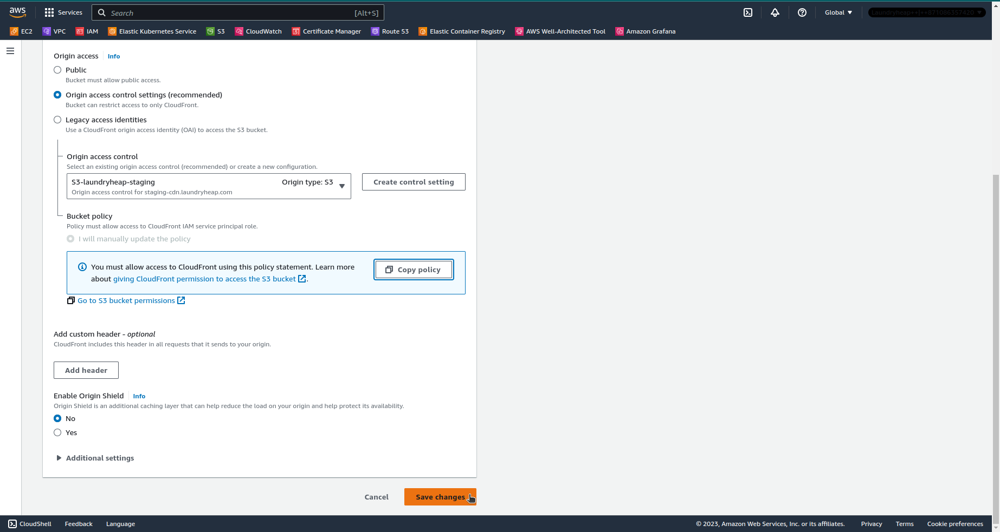 aws
Services
Search
[Alt+S]
Global
Laundryheap++|++871086357420
EC2
VPC
IAM
Elastic Kubernetes Service
S3
CloudWatch
Certificate Manager
Route 53
Elastic Container Registry
AWS Well-Architected Tool
Amazon Grafana
Origin access
Info
Public
Bucket must allow public access.
Origin access control settings (recommended)
Bucket can restrict access to only CloudFront.
Legacy access identities
Use a CloudFront origin access identity (OAI) to access the S3 bucket.
Origin access control
Select an existing origin access control (recommended) or create a new configuration.
S3-laundryheap-staging
Origin type: S3
Origin access control for staging-cdn.laundryheap.com
Create control setting
Bucket policy
Policy must allow access to CloudFront IAM service principal role.
I will manually update the policy
You must allow access to CloudFront using this policy statement. Learn more
about giving CloudFront permission to access the S3 bucket.
Copy policy
Go to S3 bucket permissions
Add custom header - optional
CloudFront includes this header in all requests that it sends to your origin.
Add header
Enable Origin Shield
Info
Origin Shield is an additional caching layer that can help reduce the load on your origin and help protect its availability.
No
Yes
Additional settings
Cancel
Save changes
CloudShell
Feedback
Language
© 2023, Amazon Web Services, Inc. or its affiliates.
Privacy
Terms
Cookie preferences